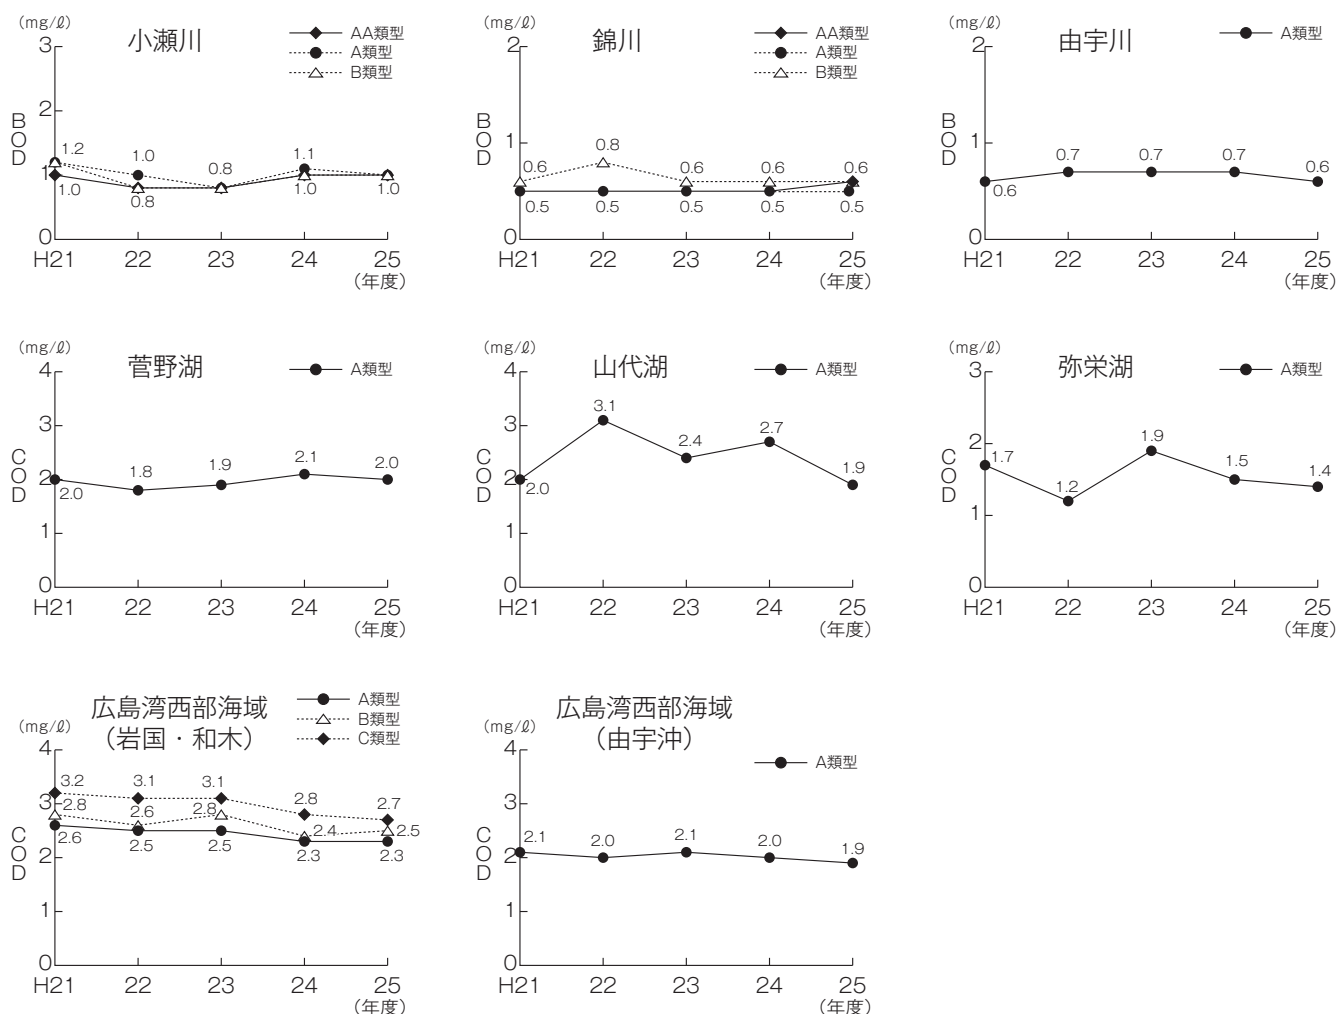 (mg/ℓ)
小瀬川
AA類型
A類型
B類型
BOD
3
2
1
0
1.2
1.0
1.0
0.8
0.8
1.1
1.0
1.0
H21 22 23 24 25
(年度)
(mg/ℓ)
錦川
AA類型
A類型
B類型
BOD
2
1
0
0.6 0.8 0.6 0.6 0.6
0.5 0.5 0.5 0.5 0.5
H21 22 23 24 25
(年度)
(mg/ℓ)
由宇川
A類型
BOD
2
1
0
0.6 0.7 0.7 0.7 0.6
H21 22 23 24 25
(年度)
(mg/ℓ)
菅野湖
A類型
COD
4
3
2
1
0
2.0 1.8 1.9 2.1 2.0
H21 22 23 24 25
(年度)
(mg/ℓ)
山代湖
A類型
COD
4
3
2
1
0
2.0 3.1 2.4 2.7 1.9
H21 22 23 24 25
(年度)
(mg/ℓ)
弥栄湖
A類型
COD
3
2
1
0
1.7 1.2 1.9 1.5 1.4
H21 22 23 24 25
(年度)
(mg/ℓ)
広島湾西部海域
(岩国・和木)
A類型
B類型
C類型
COD
4
3
2
1
0
3.2 3.1 3.1 2.8 2.7
2.8 2.6 2.8 2.4 2.5
2.6 2.5 2.5 2.3 2.3
H21 22 23 24 25
(年度)
(mg/ℓ)
広島湾西部海域
(由宇沖)
A類型
COD
4
3
2
1
0
2.1 2.0 2.1 2.0 1.9
H21 22 23 24 25
(年度)